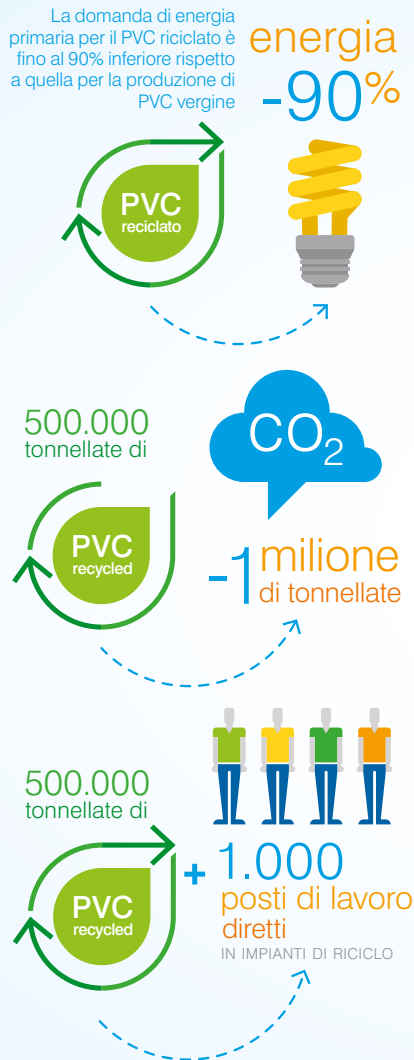 La domanda di energia
primaria per il PVC riciclato è
fino al 90% inferiore rispetto
a quella per la produzione di
PVC vergine
energia
-90%
PVC
reciclato
500.000
tonnellate di
PVC
recycled
CO2
-1 milione
di tonnellate
500.000
tonnellate di
PVC
recycled
+ 1.000
posti di lavoro
diretti
IN IMPIANTI DI RICICLO